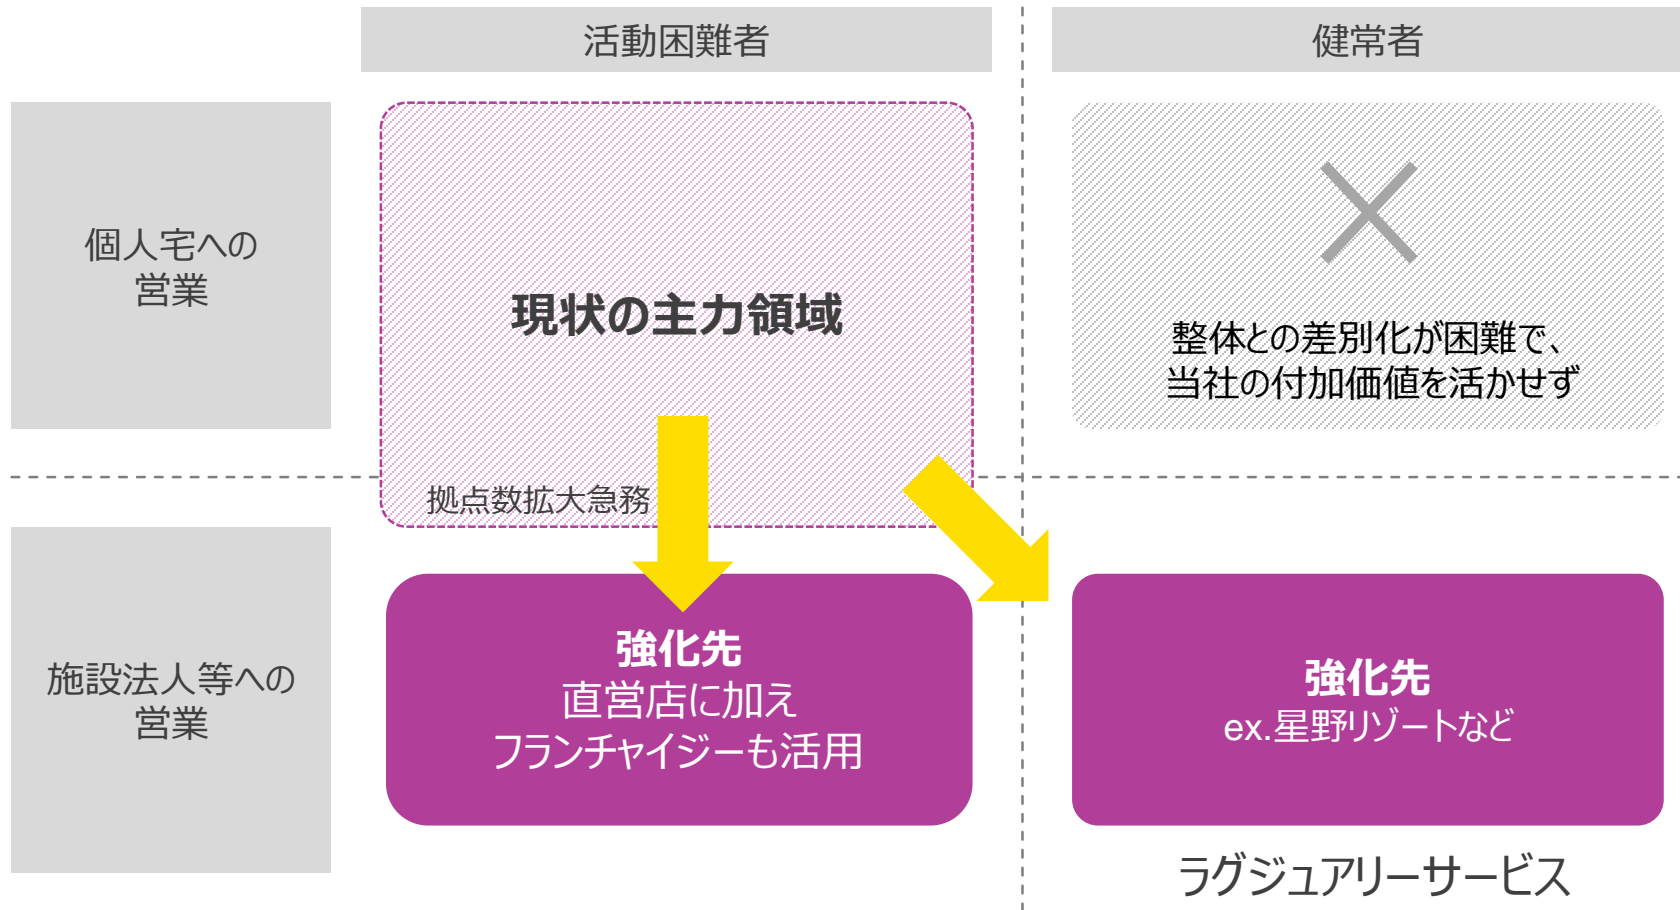 活動困難者
健常者
個人宅への
営業
現状の主力領域
拠点数拡大急務
整体との差別化が困難で、
当社の付加価値を活かせず
施設法人等への
営業
強化先
直営店に加え
フランチャイジーも活用
強化先
ex.星野リゾートなど
ラグジュアリーサービス